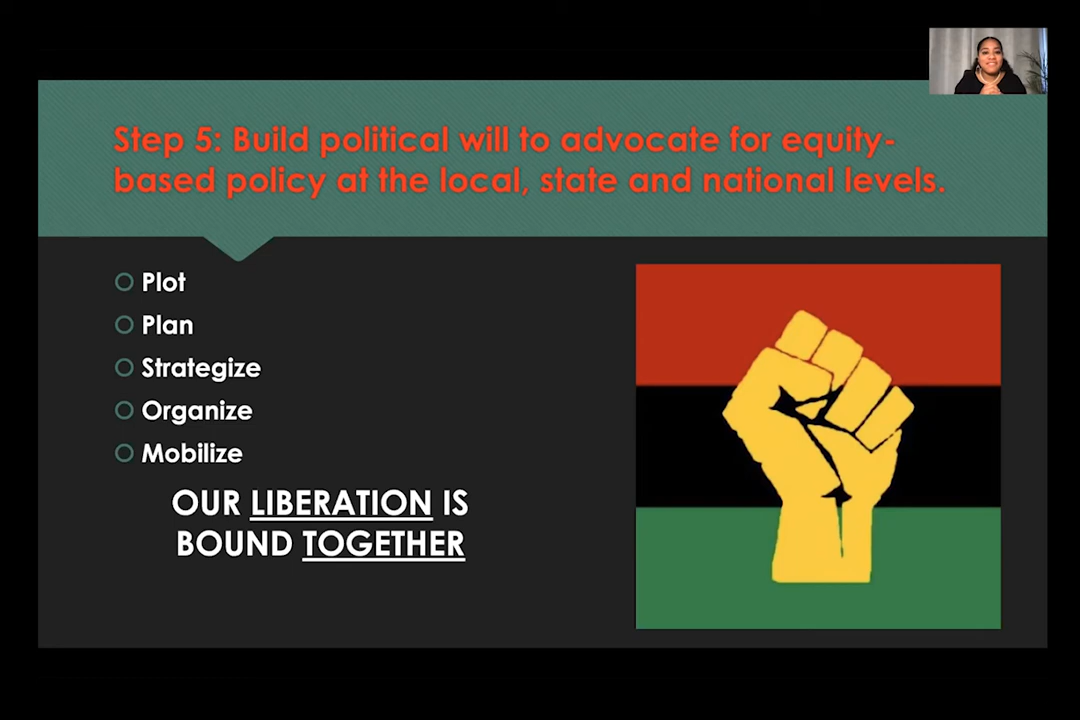 Step 5: Build political will to advocate for equity-
based policy at the local, state and national levels.
Plot
Plan
Strategize
Organize
Mobilize
OUR LIBERATION IS
BOUND TOGETHER